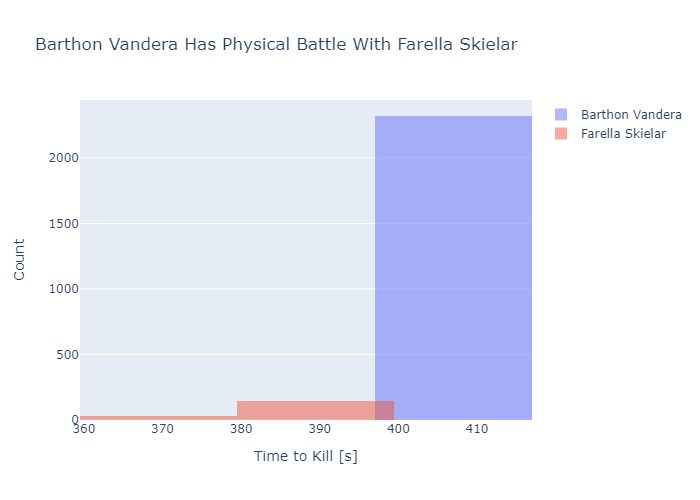 Barthon Vandera Has Physical Battle With Farella Skielar
Barthon Vandera
Farella Skielar
Count
2000
1500
1000
500
0
360 370 380 390 400 410
Time to Kill [s]